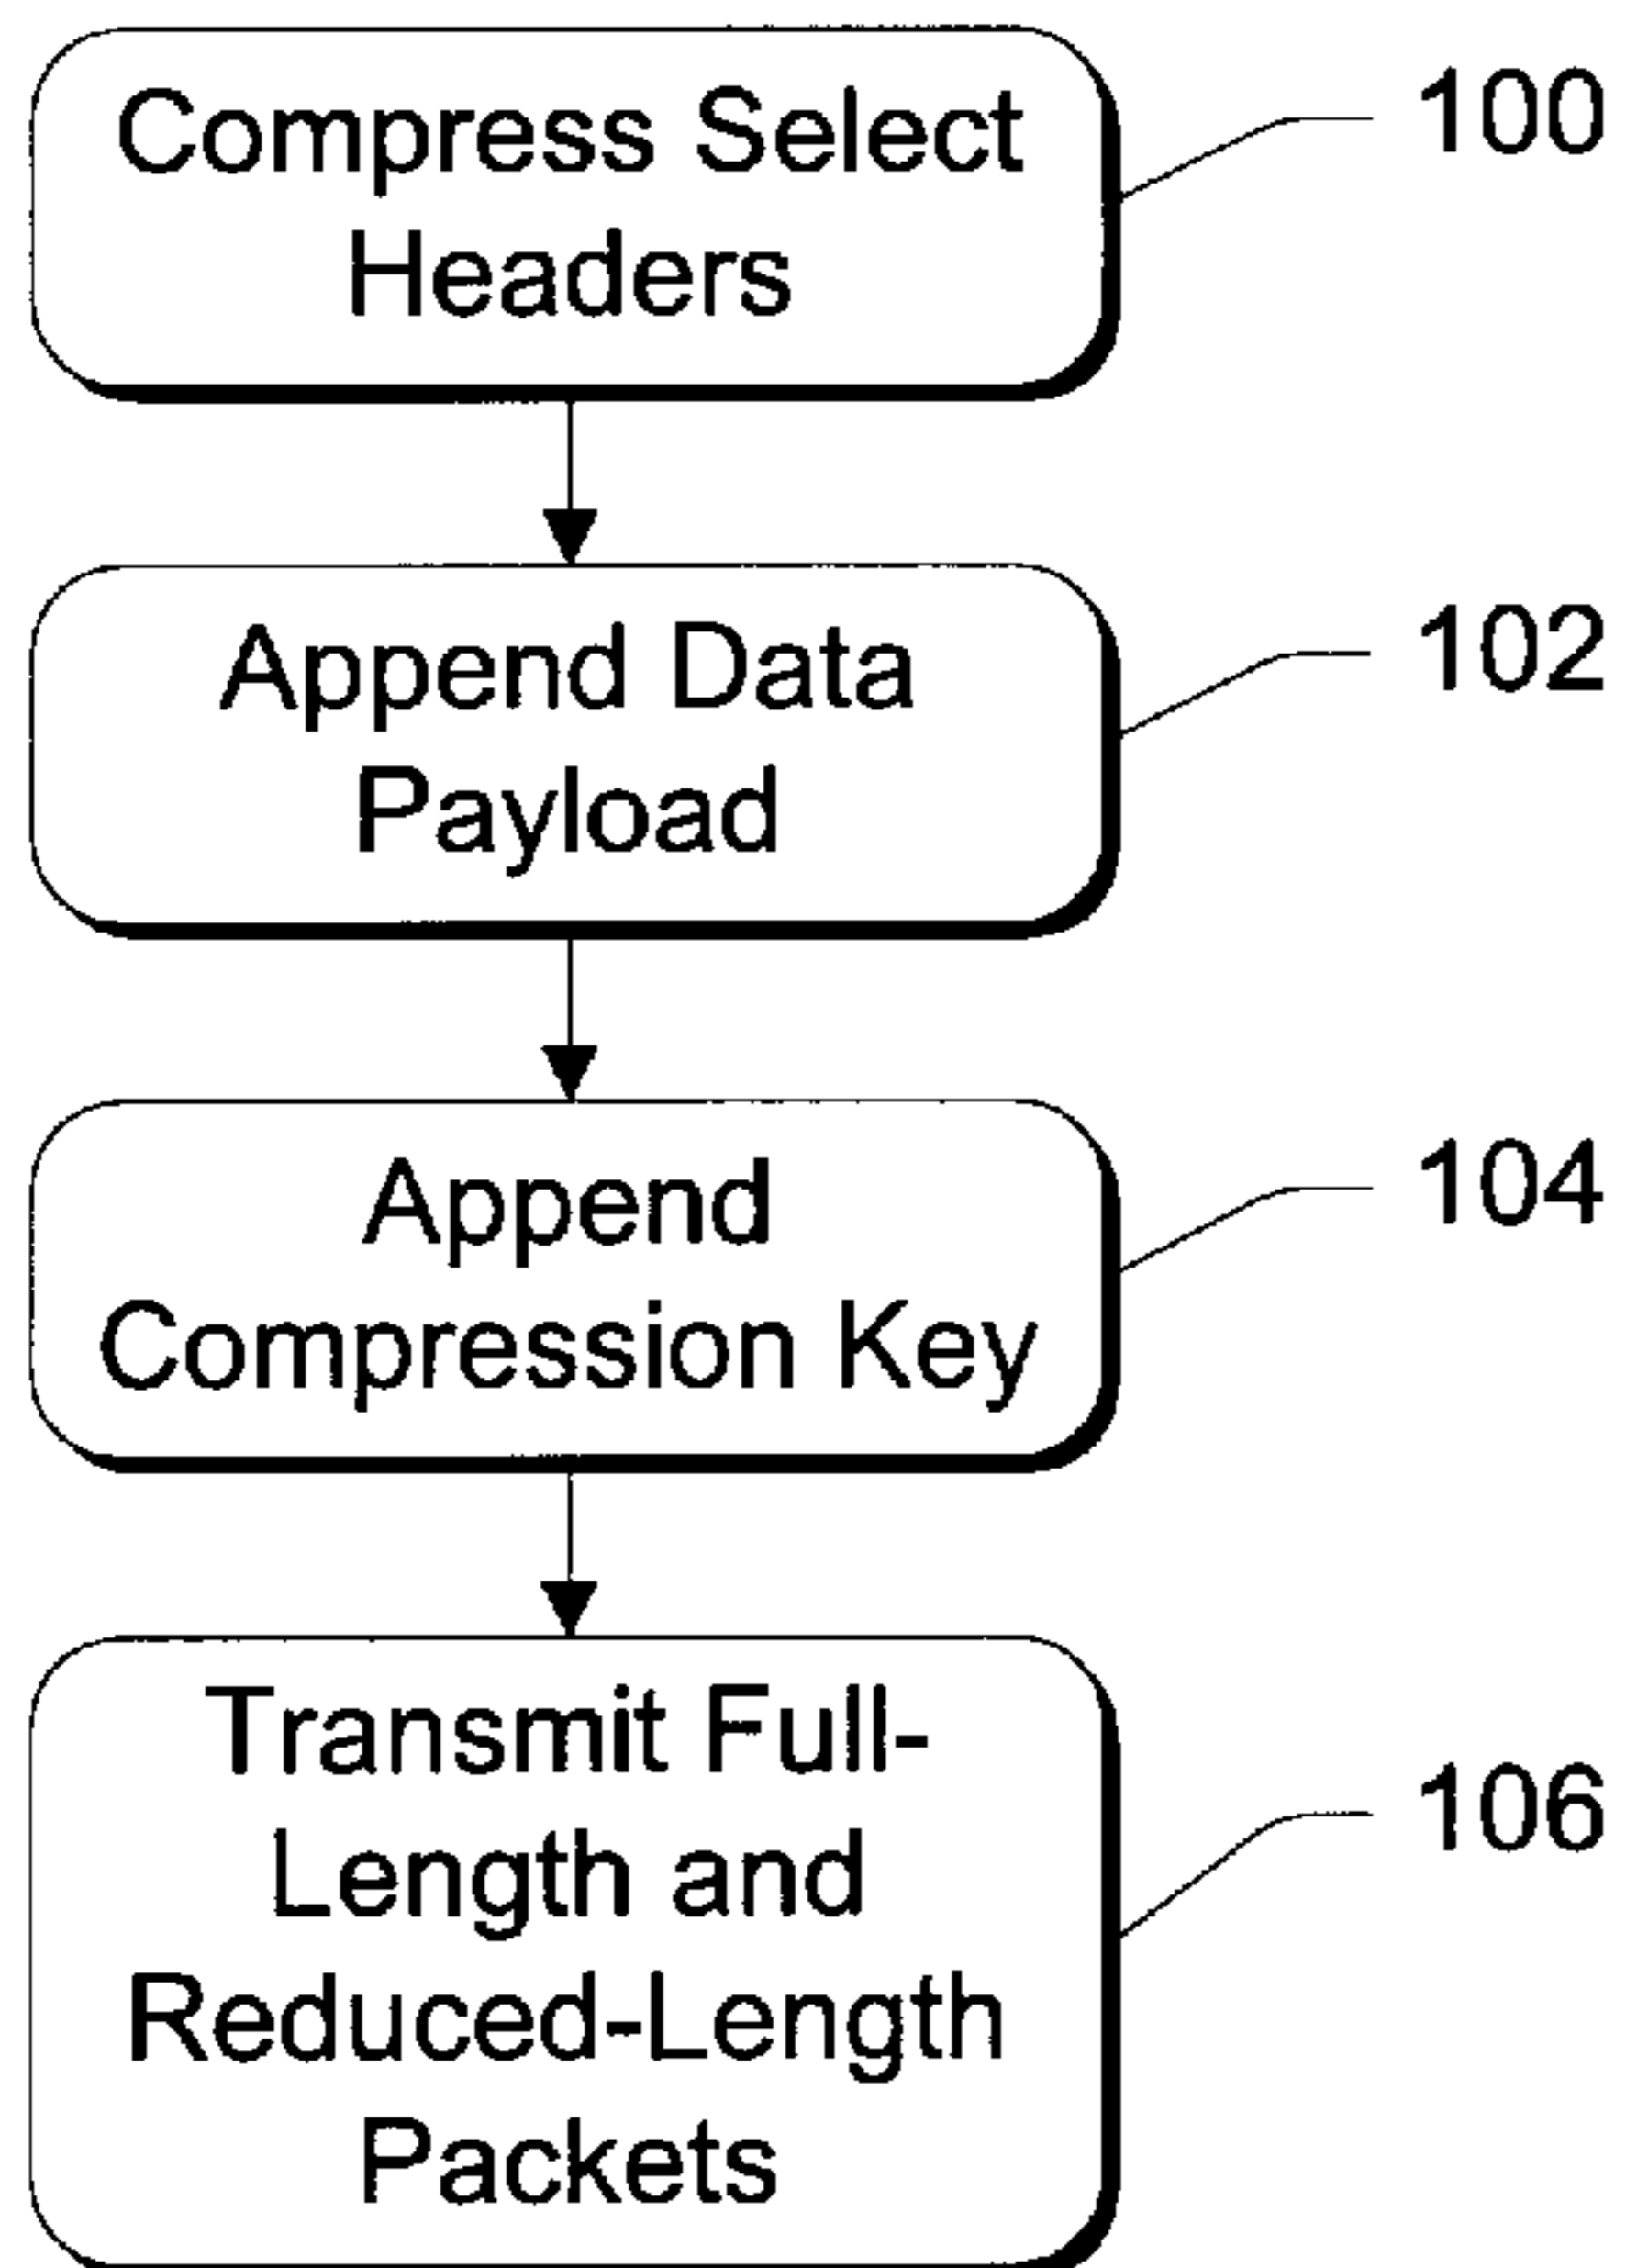 Compress Select
Headers
100
Append Data
Payload
102
Append
Compression Key
104
Transmit Full-
Length and
Reduced-Length
Packets
106